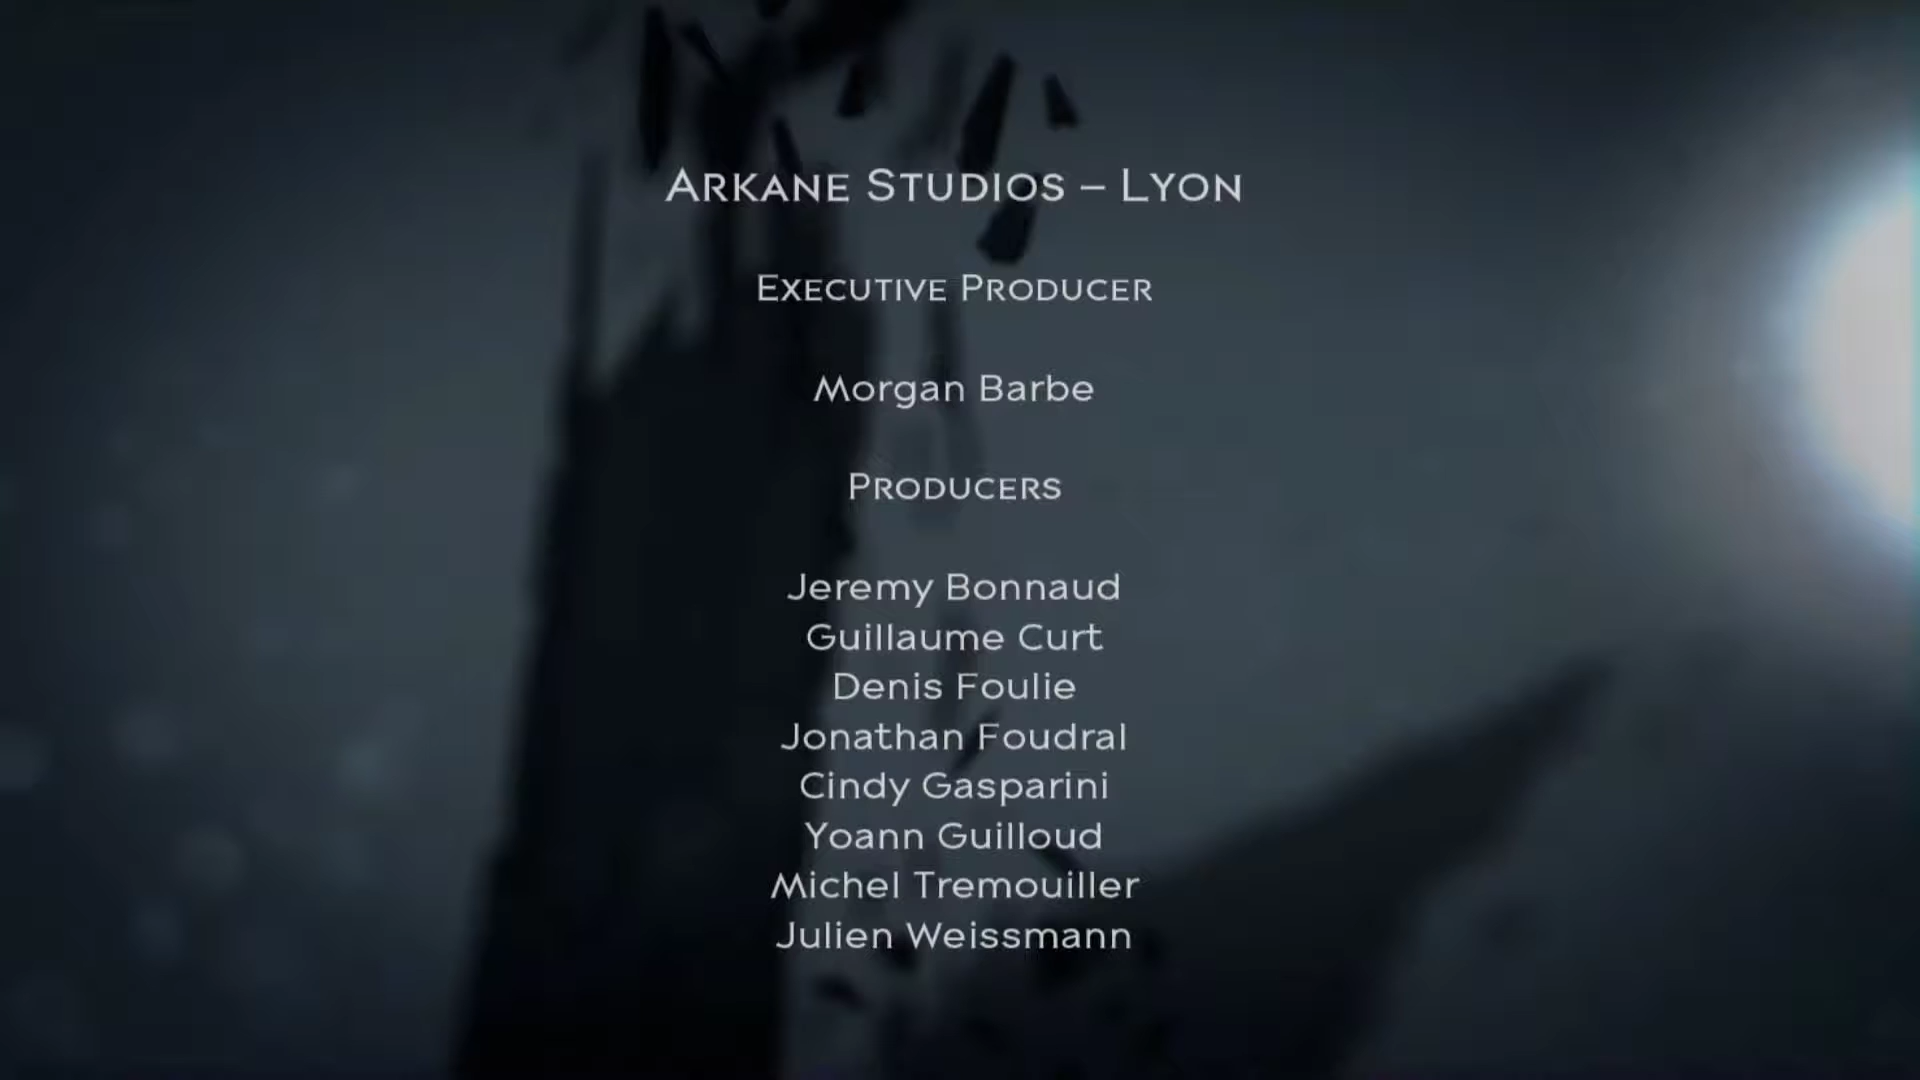 ARKANE STUDIOS – LYON
EXECUTIVE PRODUCER
Morgan Barbe
PRODUCERS
Jeremy Bonnaud
Guillaume Curt
Denis Foulie
Jonathan Foudral
Cindy Gasparini
Yoann Guilloud
Michel Tremouiller
Julien Weissmann